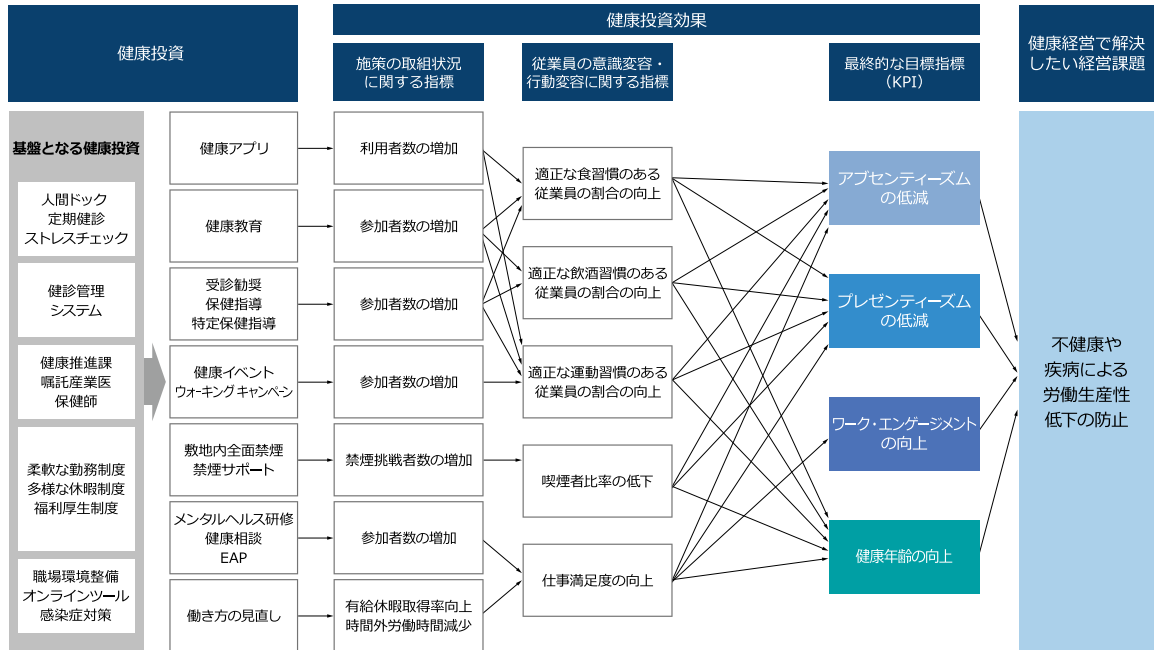 健康投資
健康投資効果
施策の取組状況
に関する指標
従業員の意識変容・
行動変容に関する指標
最終的な目標指標
（KPI）
健康経営で解決
したい経営課題
基盤となる健康投資
人間ドック
定期健診
ストレスチェック
健診管理
システム
健康推進課
嘱託産業医
保健師
柔軟な勤務制度
多様な休暇制度
福利厚生制度
職場環境整備
オンラインツール
感染症対策
健康アプリ
健康教育
受診勧奨
保健指導
特定保健指導
健康イベント
ウォーキングキャンペーン
敷地内全面禁煙
禁煙サポート
メンタルヘルス研修
健康相談
EAP
働き方の見直し
利用者数の増加
参加者数の増加
参加者数の増加
参加者数の増加
禁煙挑戦者数の増加
参加者数の増加
有給休暇取得率向上
時間外労働時間減少
適正な食習慣のある
従業員の割合の向上
適正な飲酒習慣のある
従業員の割合の向上
適正な運動習慣のある
従業員の割合の向上
喫煙者比率の低下
仕事満足度の向上
アブセンティーズム
の低減
プレゼンティーズム
の低減
ワーク・エンゲージメント
の向上
健康年齢の向上
不健康や
疾病による
労働生産性
低下の防止